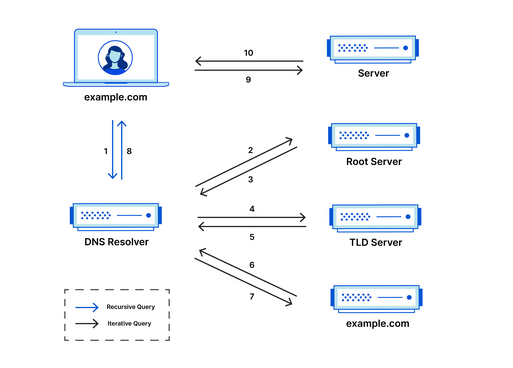 10
9
Server
example.com
1
8
2
3
Root Server
4
5
DNS Resolver
TLD Server
6
7
Recursive Query
Iterative Query
example.com